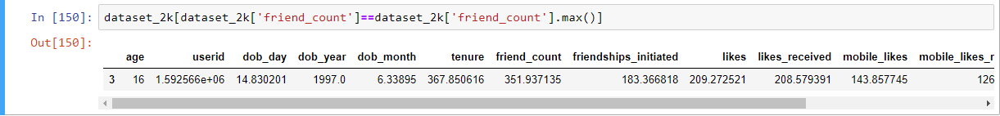 In [150]: dataset_2k[dataset_2k['friend_count']==dataset_2k['friend_count'].max()]
Out[150]:
age userid dob_day dob_year dob_month tenure friend_count friendships_initiated likes likes_received mobile_likes mobile_likes_r
3 16 1.592566e+06 14.830201 1997.0 6.33895 367.850616 351.937135 183.366818 209.272521 208.579391 143.857745 126